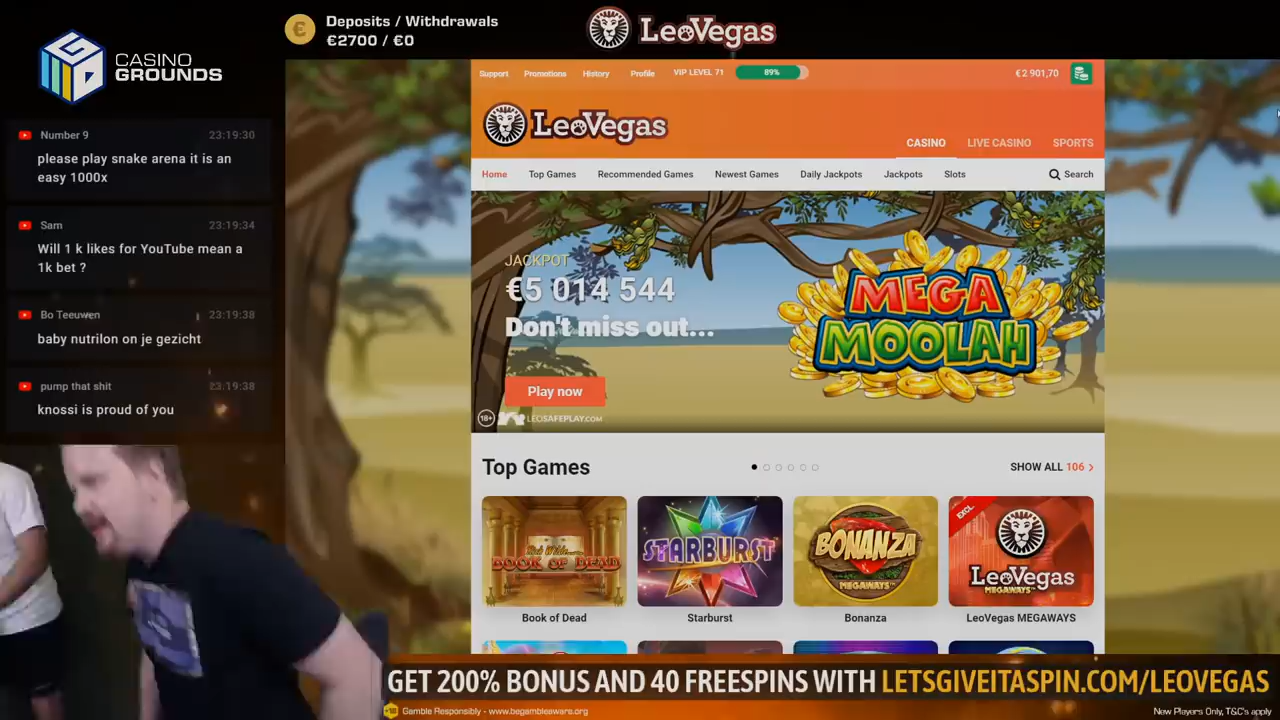 Deposits / Withdrawals
€2700 / €0
LeoVegas
CASINO
GROUNDS
Number 9 23:19:30
please play snake arena it is an
easy 1000x
Sam 23:19:34
Will 1 k likes for YouTube mean a
1k bet ?
Bo Teeuwen 23:19:38
baby nutrilon on je gezicht
pump that shit 23:19:38
knossi is proud of you
Support Promotions History Profile VIP LEVEL 71 89% €2 901,70
LeoVegas
CASINO LIVE CASINO SPORTS
Home Top Games Recommended Games Newest Games Daily Jackpots Jackpots Slots Search
JACKPOT
€5 014 544
Don't miss out...
MEGA
MOOLAH
Play now
18+ LEOSAFEPLAY.COM
Top Games SHOW ALL 106 >
BOOK OF DEAD
STARBURST
BONANZA
MEGAWAYS™
EXCL.
LeoVegas
MEGAWAYS™
Book of Dead Starburst Bonanza LeoVegas MEGAWAYS
GET 200% BONUS AND 40 FREESPINS WITH LETSGIVEITASPIN.COM/LEOVEGAS
Gamble Responsibly - www.begambleaware.org New Players Only, T&C's apply